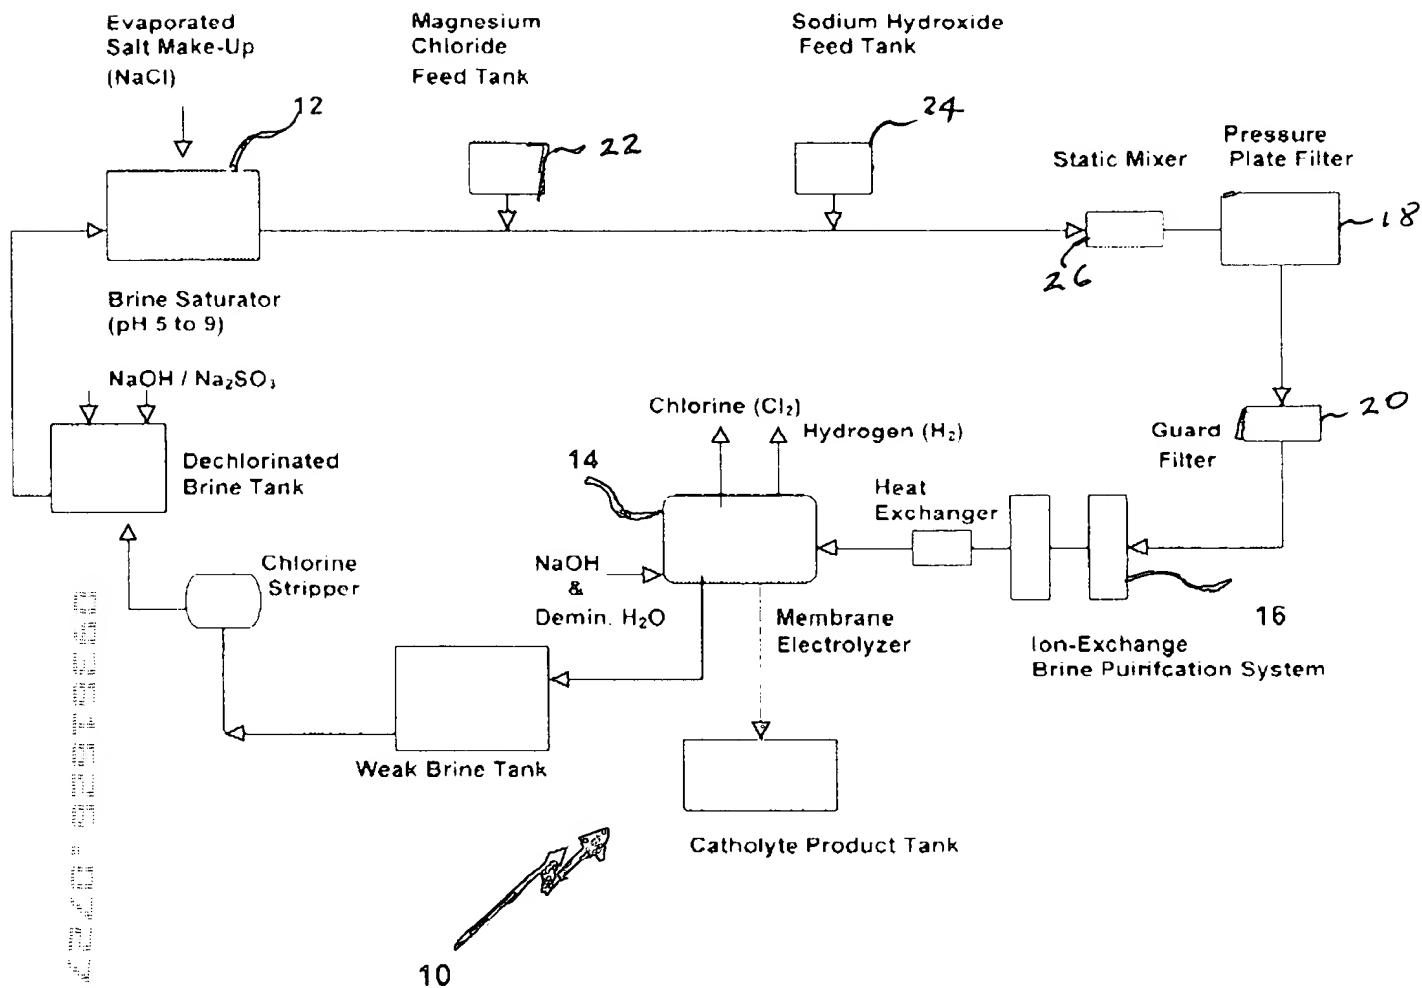 Evaporated
Salt Make-Up
(NaCl)
12
Magnesium
Chloride
Feed Tank
22
Sodium Hydroxide
Feed Tank
24
Static Mixer
26
Pressure
Plate Filter
18
Brine Saturator
(pH 5 to 9)
NaOH / Na₂SO₃
Dechlorinated
Brine Tank
Chlorine
Stripper
Chlorine (Cl₂)
Hydrogen (H₂)
14
Heat
Exchanger
Guard
Filter
20
NaOH
&
Demin. H₂O
Membrane
Electrolyzer
16
Ion-Exchange
Brine Puirifcation System
Weak Brine Tank
Catholyte Product Tank
10